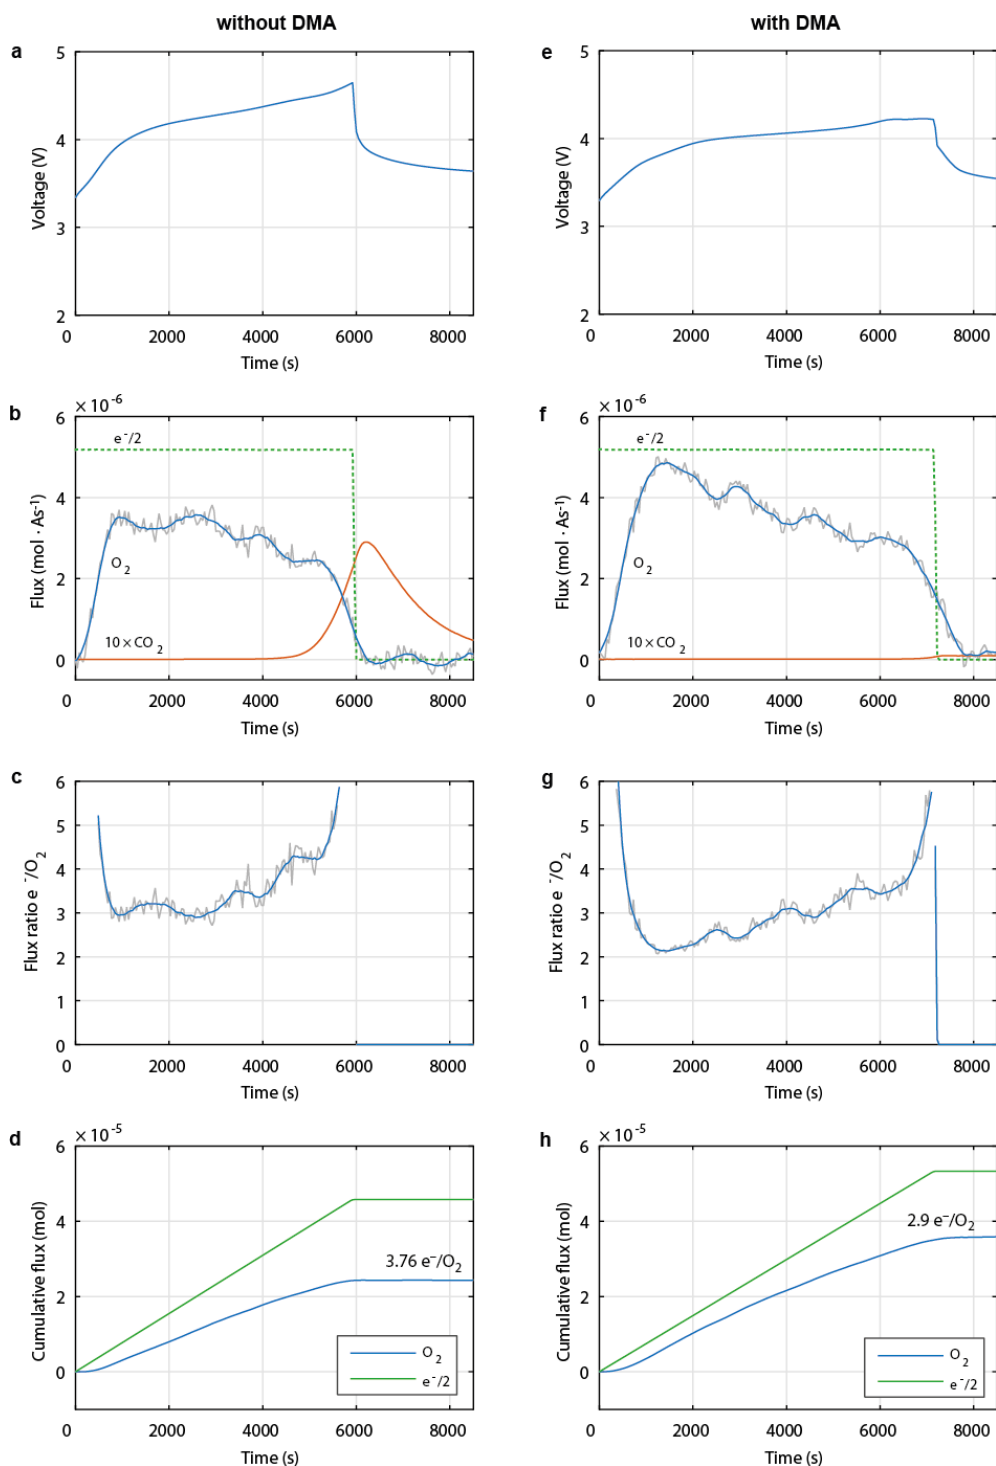 without DMA
with DMA
a
5
4
3
2
Voltage (V)
0 2000 4000 6000 8000
Time (s)
e
5
4
3
2
Voltage (V)
0 2000 4000 6000 8000
Time (s)
b
× 10⁻⁶
6
4
2
0
Flux (mol · As⁻¹)
e⁻/2
O₂
10 × CO₂
0 2000 4000 6000 8000
Time (s)
f
× 10⁻⁶
6
4
2
0
Flux (mol · As⁻¹)
e⁻/2
O₂
10 × CO₂
0 2000 4000 6000 8000
Time (s)
c
6
5
4
3
2
1
0
Flux ratio e⁻/O₂
0 2000 4000 6000 8000
Time (s)
g
6
5
4
3
2
1
0
Flux ratio e⁻/O₂
0 2000 4000 6000 8000
Time (s)
d
× 10⁻⁵
6
4
2
0
Cumulative flux (mol)
3.76 e⁻/O₂
O₂
e⁻/2
0 2000 4000 6000 8000
Time (s)
h
× 10⁻⁵
6
4
2
0
Cumulative flux (mol)
2.9 e⁻/O₂
O₂
e⁻/2
0 2000 4000 6000 8000
Time (s)